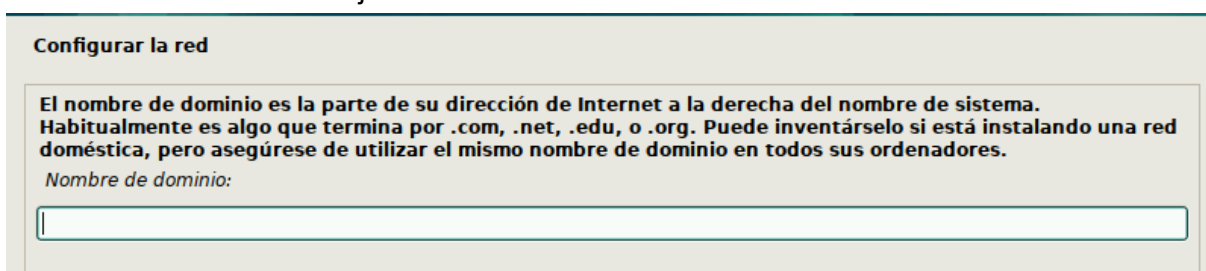 Configurar la red
El nombre de dominio es la parte de su dirección de Internet a la derecha del nombre de sistema.
Habitualmente es algo que termina por .com, .net, .edu, o .org. Puede inventárselo si está instalando una red
doméstica, pero asegúrese de utilizar el mismo nombre de dominio en todos sus ordenadores.
Nombre de dominio: